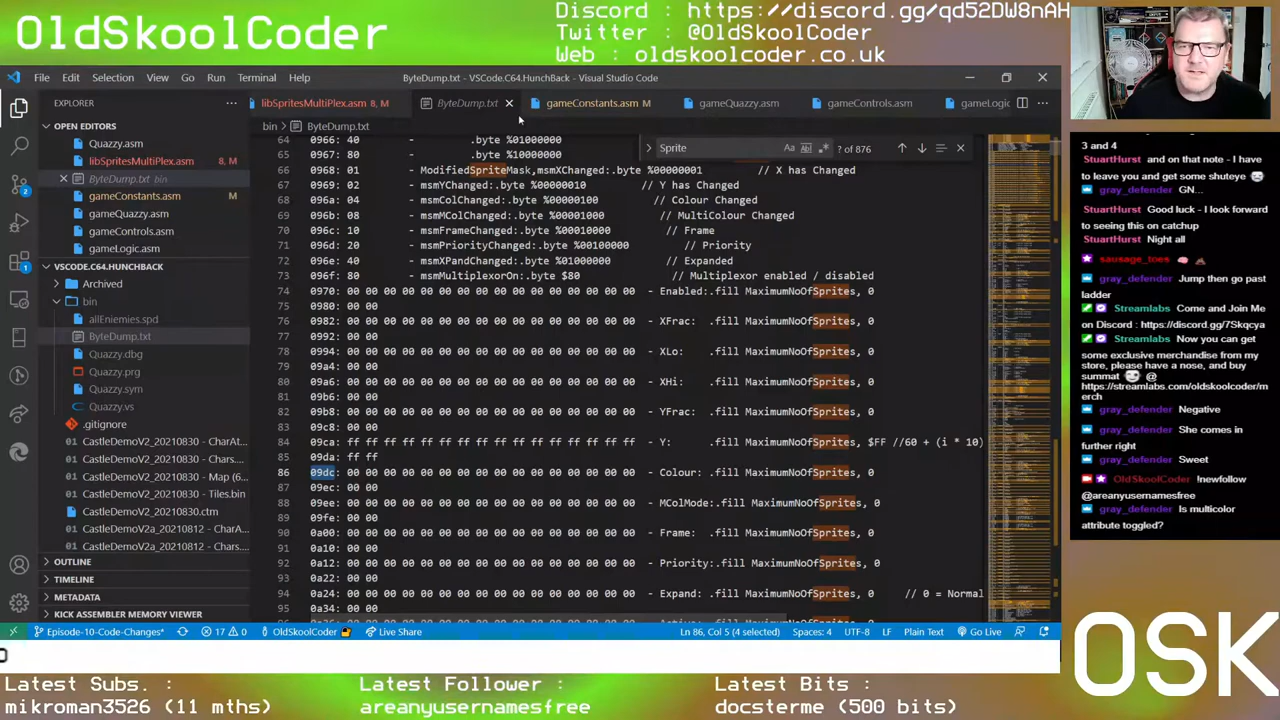 OldSkoolCoder
Discord : https://discord.gg/qd52DW8nAH
Twitter : @OldSkoolCoder
Web : oldskoolcoder.co.uk
File Edit Selection View Go Run Terminal Help
ByteDump.txt - VSCode.C64.HunchBack - Visual Studio Code
EXPLORER
libSpritesMultiPlex.asm 8, M
ByteDump.txt
gameConstants.asm M
gameQuazzy.asm
gameControls.asm
gameLogic
OPEN EDITORS
Quazzy.asm
libSpritesMultiPlex.asm 8, M
ByteDump.txt bin
gameConstants.asm M
gameQuazzy.asm
gameControls.asm
gameLogic.asm
VSCODE.C64.HUNCHBACK
Archived
bin
allEniemies.spd
ByteDump.txt
Quazzy.dbg
Quazzy.prg
Quazzy.sym
Quazzy.vs
.gitignore
CastleDemoV2_20210830 - CharAt...
CastleDemoV2_20210830 - Chars....
CastleDemoV2_20210830 - Map (6...
CastleDemoV2_20210830 - Tiles.bin
CastleDemoV2_20210830.ctm
CastleDemoV2a_20210812 - CharAt...
CastleDemoV2a_20210812 - Chars...
OUTLINE
TIMELINE
METADATA
KICK ASSEMBLER MEMORY VIEWER
bin > ByteDump.txt
Sprite
? of 876
64 0966: 40 - .byte %01000000
65 0967: 80 - .byte %10000000
66 0968: 01 - ModifiedSpriteMask,msmXChanged:.byte %00000001 // X has Changed
67 0969: 02 - msmYChanged:.byte %00000010 // Y has Changed
68 096a: 04 - msmColChanged:.byte %00000100 // Colour Changed
69 096b: 08 - msmMColChanged:.byte %00001000 // MultiColour Changed
70 096c: 10 - msmFrameChanged:.byte %00010000 // Frame
71 096d: 20 - msmPriorityChanged:.byte %00100000 // Priority
72 096e: 40 - msmXPanChanged:.byte %01000000 // Expanded
73 096f: 80 - msmMultiplexorOn:.byte $80 // Multiplexer enabled / disabled
74 0970: 00 00 00 00 00 00 00 00 00 00 00 00 00 00 00 00 - Enabled:.fill MaximumNoOfSprites, 0
75 0980: 00 00
76 0982: 00 00 00 00 00 00 00 00 00 00 00 00 00 00 00 00 - XFrac: .fill MaximumNoOfSprites, 0
77 0992: 00 00
78 0994: 00 00 00 00 00 00 00 00 00 00 00 00 00 00 00 00 - XLo: .fill MaximumNoOfSprites, 0
79 09a4: 00 00
80 09a6: 00 00 00 00 00 00 00 00 00 00 00 00 00 00 00 00 - XHi: .fill MaximumNoOfSprites, 0
81 09b6: 00 00
82 09b8: 00 00 00 00 00 00 00 00 00 00 00 00 00 00 00 00 - YFrac: .fill MaximumNoOfSprites, 0
83 09c8: 00 00
84 09ca: ff ff ff ff ff ff ff ff ff ff ff ff ff ff ff ff - Y: .fill MaximumNoOfSprites, $FF //60 + (i * 10)
85 09da: ff ff
86 09dc: 00 00 00 00 00 00 00 00 00 00 00 00 00 00 00 00 - Colour: .fill MaximumNoOfSprites, 0
87 09ec: 00 00
88 09ee: 00 00 00 00 00 00 00 00 00 00 00 00 00 00 00 00 - MColMode: .fill MaximumNoOfSprites, 0
89 09fe: 00 00
90 0a00: 00 00 00 00 00 00 00 00 00 00 00 00 00 00 00 00 - Frame: .fill MaximumNoOfSprites, 0
91 0a10: 00 00
92 0a12: 00 00 00 00 00 00 00 00 00 00 00 00 00 00 00 00 - Priority:.fill MaximumNoOfSprites, 0
93 0a22: 00 00
94 0a24: 00 00 00 00 00 00 00 00 00 00 00 00 00 00 00 00 - Expand: .fill MaximumNoOfSprites, 0 // 0 = Normal
95 0a34: 00 00
Episode-10-Code-Changes* 17 0 OldSkoolCoder Live Share
Ln 86, Col 5 (4 selected) Spaces: 4 UTF-8 LF Plain Text Go Live
3 and 4
StuartHurst and on that note - I have
to leave you and get some shuteye
gray_defender GN...
StuartHurst Good luck - I look forward
to seeing this on catchup
StuartHurst Night all
sausage_toes
gray_defender Jump then go past
ladder
Streamlabs Come and Join Me
on Discord : https://discord.gg/7Skqcya
Streamlabs Now you can get
some exclusive merchandise from my
store, please have a nose, and buy
summat @
https://streamlabs.com/oldskoolcoder/m
erch
gray_defender Negative
gray_defender She comes in
further right
gray_defender Sweet
OldSkoolCoder !newfollow
@areanyusernamesfree
gray_defender Is multicolor
attribute toggled?
OSK
Latest Subs. :
mikroman3526 (11 mths)
Latest Follower :
areanyusernamesfree
Latest Bits :
docsterme (500 bits)